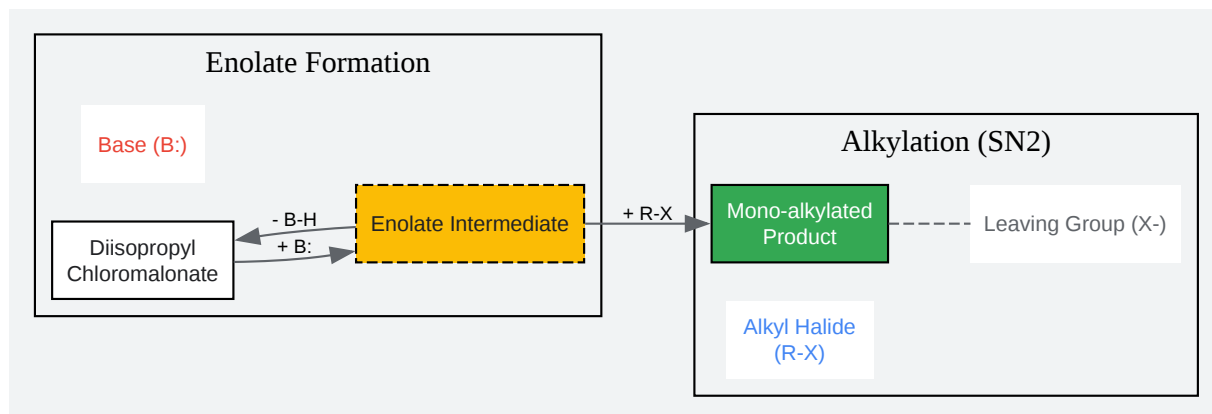 Enolate Formation
Base (B:)
- B-H
+ B:
Diisopropyl
Chloromalonate
Enolate Intermediate
+ R-X
Alkylation (SN2)
Mono-alkylated
Product
Leaving Group (X-)
Alkyl Halide
(R-X)